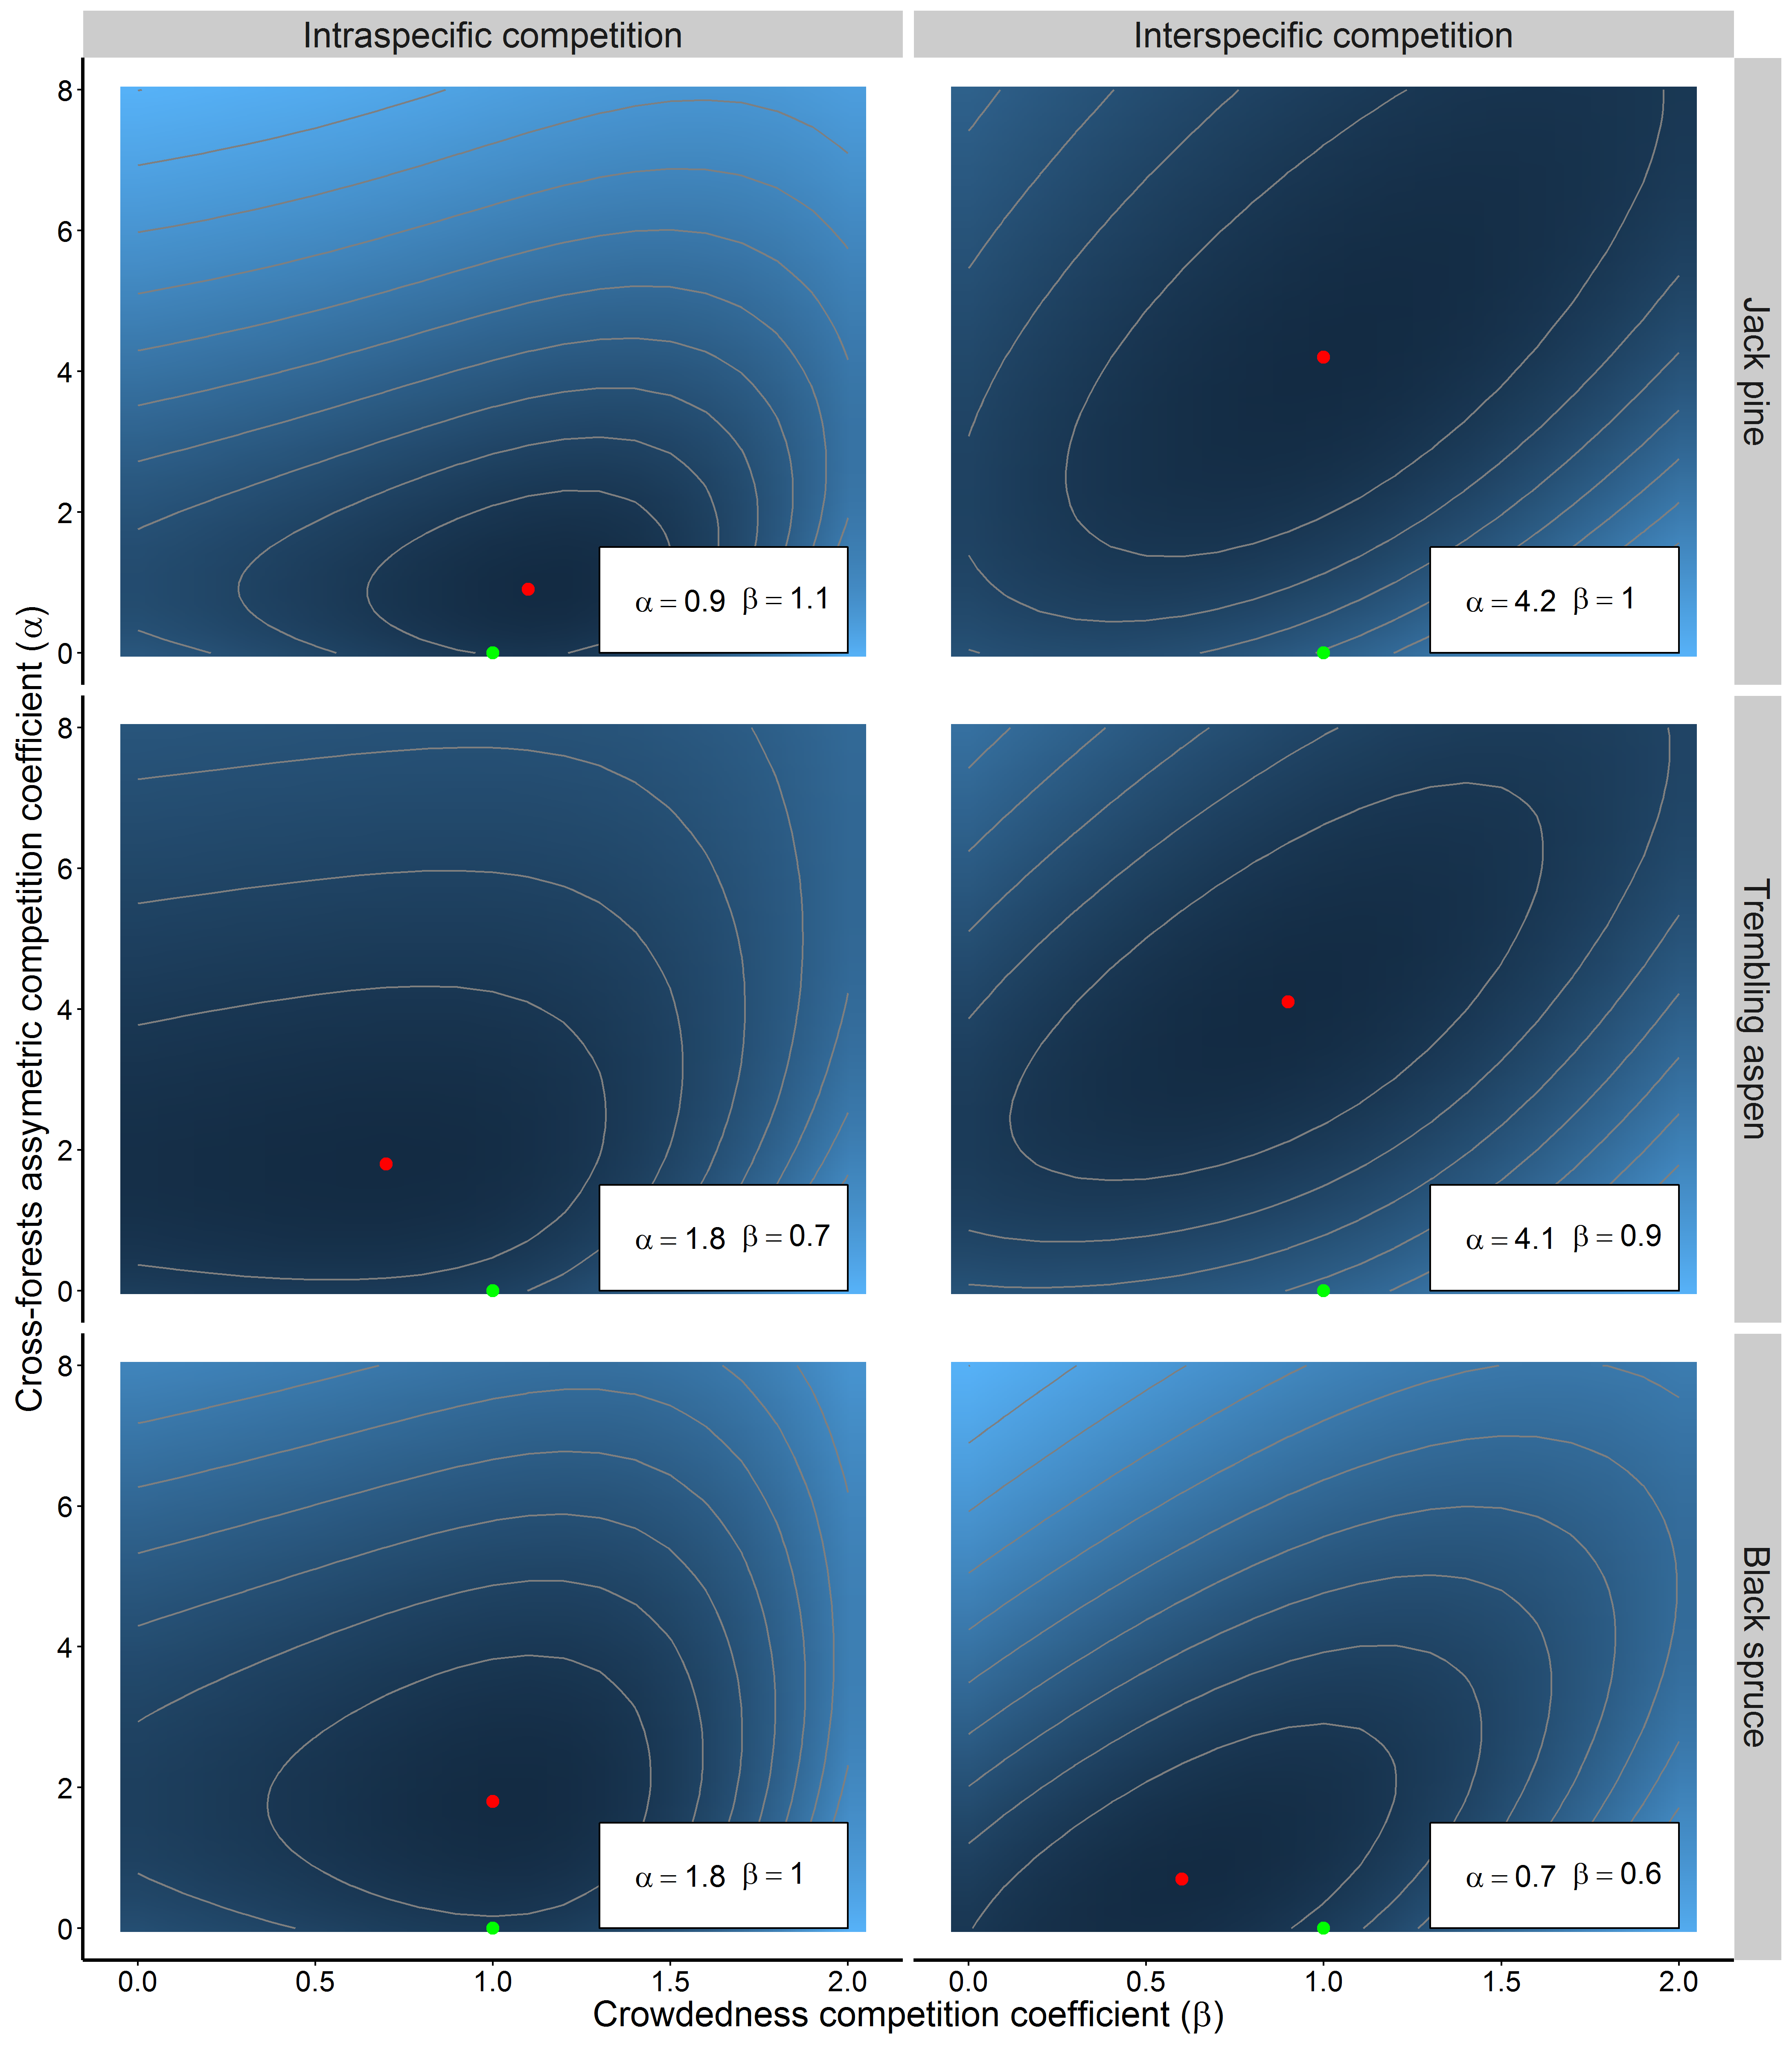 Intraspecific competition
Interspecific competition
Cross-forests assymetric competition coefficient (α)
8
6
4
2
0
α = 0.9 β = 1.1
α = 4.2 β = 1
Jack pine
8
6
4
2
0
α = 1.8 β = 0.7
α = 4.1 β = 0.9
Trembling aspen
8
6
4
2
0
α = 1.8 β = 1
α = 0.7 β = 0.6
Black spruce
0.0 0.5 1.0 1.5 2.0
0.0 0.5 1.0 1.5 2.0
Crowdedness competition coefficient (β)